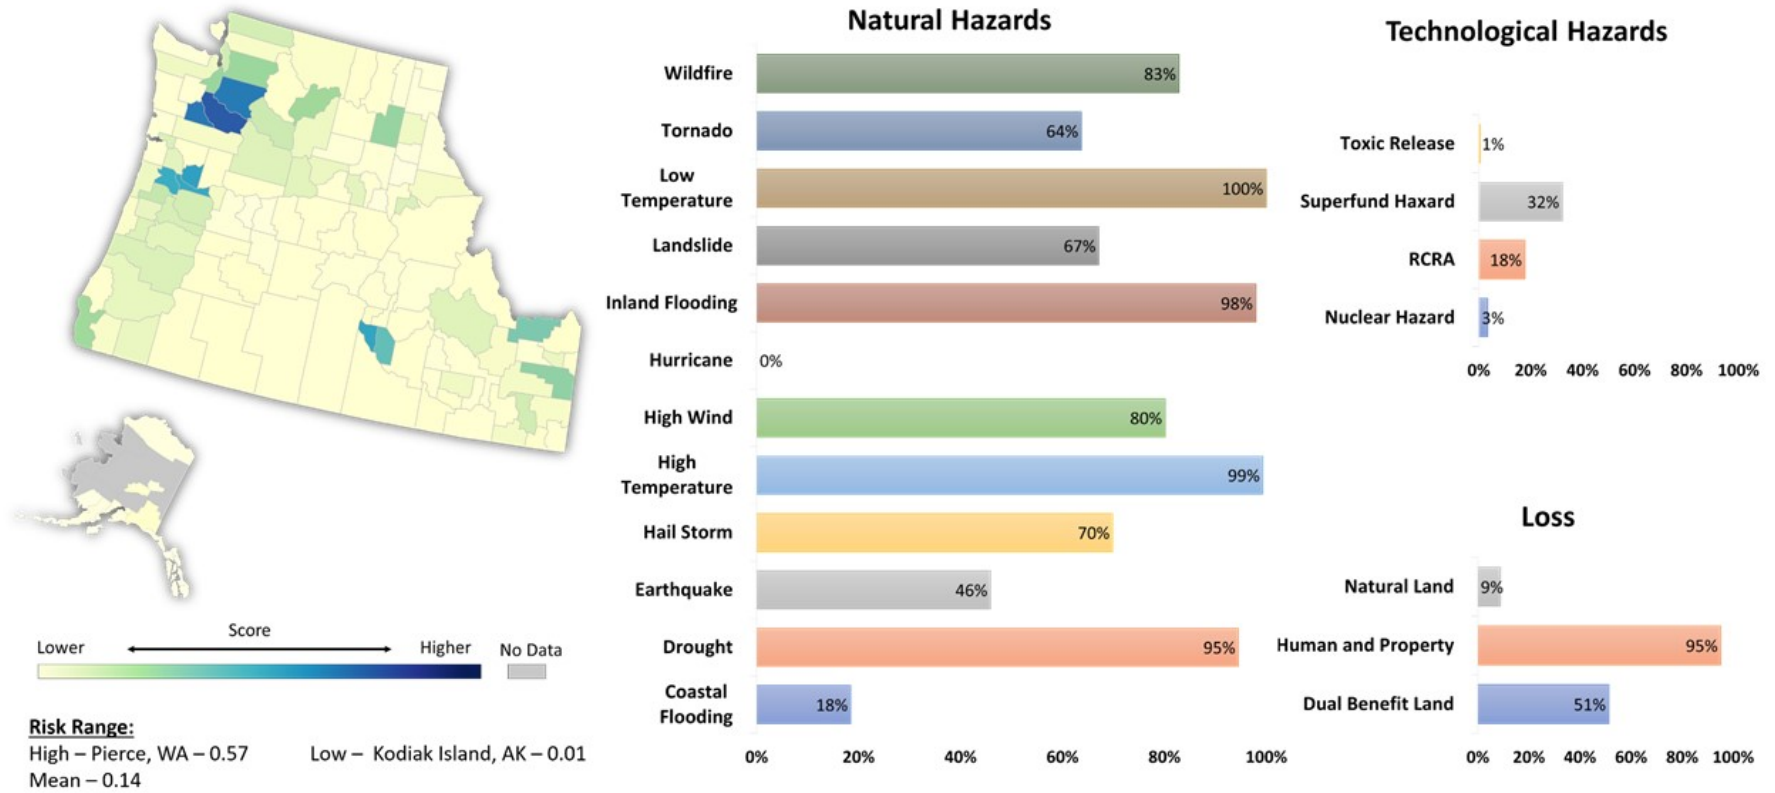 Natural Hazards
Wildfire
83%
Tornado
64%
Low
Temperature
100%
Landslide
67%
Inland Flooding
98%
Hurricane
0%
High Wind
80%
High
Temperature
99%
Hail Storm
70%
Earthquake
46%
Drought
95%
Coastal
Flooding
18%
0% 20% 40% 60% 80% 100%
Technological Hazards
Toxic Release
1%
Superfund Haxard
32%
RCRA
18%
Nuclear Hazard
3%
0% 20% 40% 60% 80% 100%
Loss
Natural Land
9%
Human and Property
95%
Dual Benefit Land
51%
0% 20% 40% 60% 80% 100%
Score
Lower Higher No Data
Risk Range:
High – Pierce, WA – 0.57 Low – Kodiak Island, AK – 0.01
Mean – 0.14